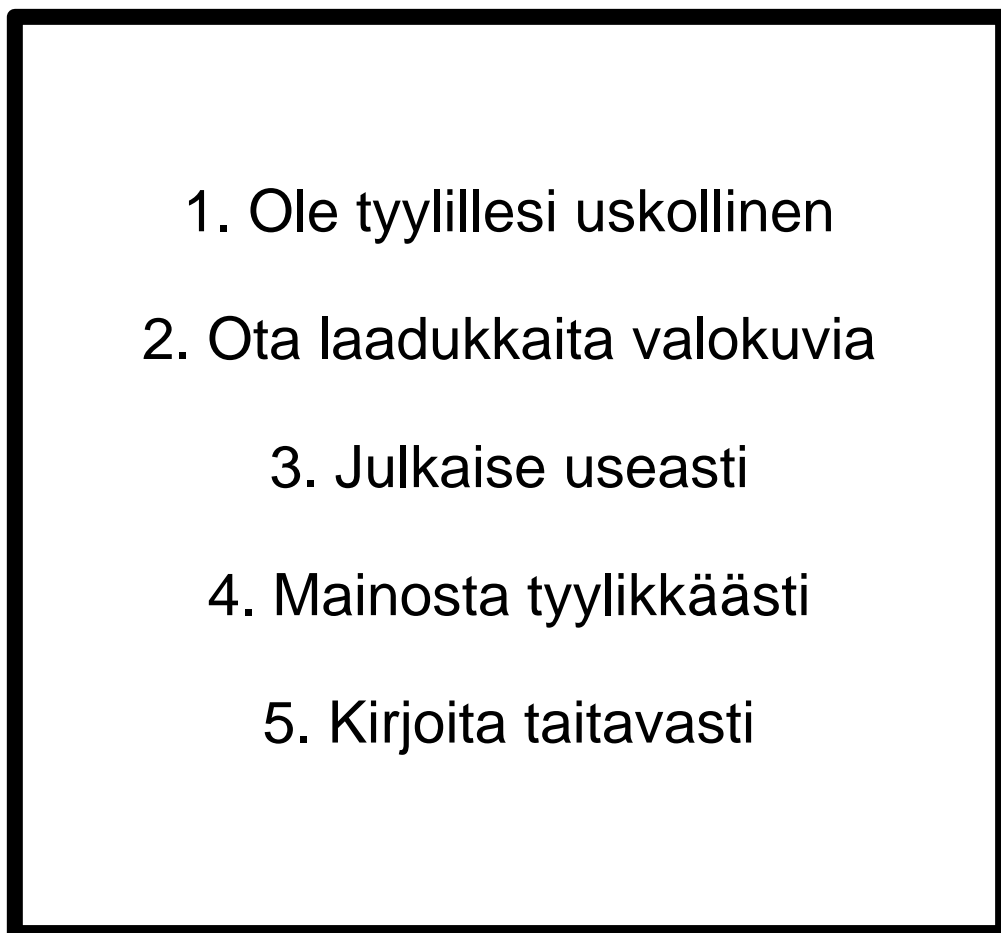 1. Ole tyylillesi uskollinen
2. Ota laadukkaita valokuvia
3. Julkaise useasti
4. Mainosta tyylikkäästi
5. Kirjoita taitavasti